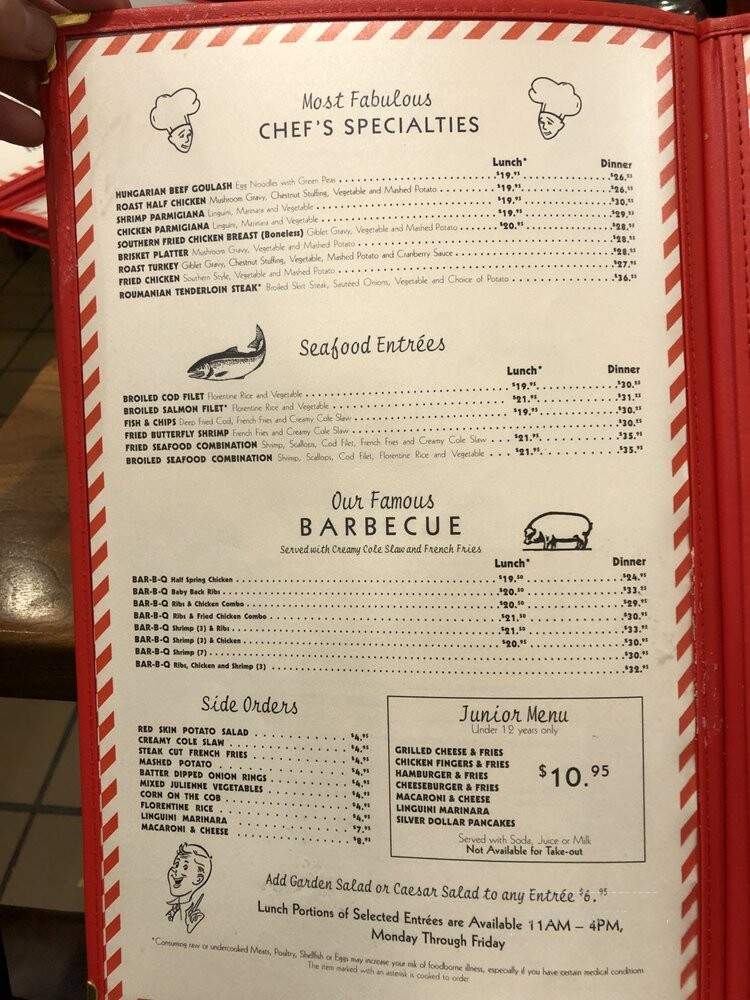 Most Fabulous
CHEF'S SPECIALTIES
Lunch* Dinner
HUNGARIAN BEEF GOULASH Egg Noodles with Green Peas $19.95 $26.95
ROAST HALF CHICKEN Mushroom Gravy, Chestnut Stuffing, Vegetable and Mashed Potato $19.95 $26.95
SHRIMP PARMIGIANA Linguini, Marinara and Vegetable $19.95 $30.95
CHICKEN PARMIGIANA Linguini, Marinara and Vegetable $19.95 $29.95
SOUTHERN FRIED CHICKEN BREAST (Boneless) Giblet Gravy, Vegetable and Mashed Potato $20.95 $28.95
BRISKET PLATTER Mushroom Gravy, Vegetable and Mashed Potato $28.95
ROAST TURKEY Giblet Gravy, Chestnut Stuffing, Vegetable, Mashed Potato and Cranberry Sauce $28.95
FRIED CHICKEN Southern Style, Vegetable and Mashed Potato $27.95
ROUMANIAN TENDERLOIN STEAK* Broiled Skirt Steak, Sautéed Onions, Vegetable and Choice of Potato $36.95
Seafood Entrées
Lunch* Dinner
BROILED COD FILET Florentine Rice and Vegetable $19.95 $30.95
BROILED SALMON FILET* Florentine Rice and Vegetable $21.95 $31.95
FISH & CHIPS Deep Fried Cod, French Fries and Creamy Cole Slaw $19.95 $30.95
FRIED BUTTERFLY SHRIMP French Fries and Creamy Cole Slaw $30.95
FRIED SEAFOOD COMBINATION Shrimp, Scallops, Cod Filet, French Fries and Creamy Cole Slaw $21.95 $35.95
BROILED SEAFOOD COMBINATION Shrimp, Scallops, Cod Filet, Florentine Rice and Vegetable $21.95 $35.95
Our Famous
BARBECUE
Served with Creamy Cole Slaw and French Fries
Lunch* Dinner
BAR-B-Q Half Spring Chicken $19.50 $24.95
BAR-B-Q Baby Back Ribs $20.50 $33.95
BAR-B-Q Ribs & Chicken Combo $20.50 $29.95
BAR-B-Q Ribs & Fried Chicken Combo $21.50 $30.95
BAR-B-Q Shrimp (3) & Ribs $21.50 $33.95
BAR-B-Q Shrimp (3) & Chicken $20.95 $30.95
BAR-B-Q Shrimp (7) $30.95
BAR-B-Q Ribs, Chicken and Shrimp (3) $32.95
Side Orders
RED SKIN POTATO SALAD $4.95
CREAMY COLE SLAW $4.95
STEAK CUT FRENCH FRIES $4.95
MASHED POTATO $4.95
BATTER DIPPED ONION RINGS $4.95
MIXED JULIENNE VEGETABLES $4.95
CORN ON THE COB $4.95
FLORENTINE RICE $4.95
LINGUINI MARINARA $7.95
MACARONI & CHEESE $8.95
Junior Menu
Under 12 years only
GRILLED CHEESE & FRIES
CHICKEN FINGERS & FRIES
HAMBURGER & FRIES
CHEESEBURGER & FRIES
MACARONI & CHEESE
LINGUINI MARINARA
SILVER DOLLAR PANCAKES
$10.95
Served with Soda, Juice or Milk
Not Available for Take-out
Add Garden Salad or Caesar Salad to any Entrée $6.95
Lunch Portions of Selected Entrées are Available 11AM – 4PM,
Monday Through Friday
*Consuming raw or undercooked Meats, Poultry, Shellfish or Eggs may increase your risk of foodborne illness, especially if you have certain medical conditions
The item marked with an asterisk is cooked to order